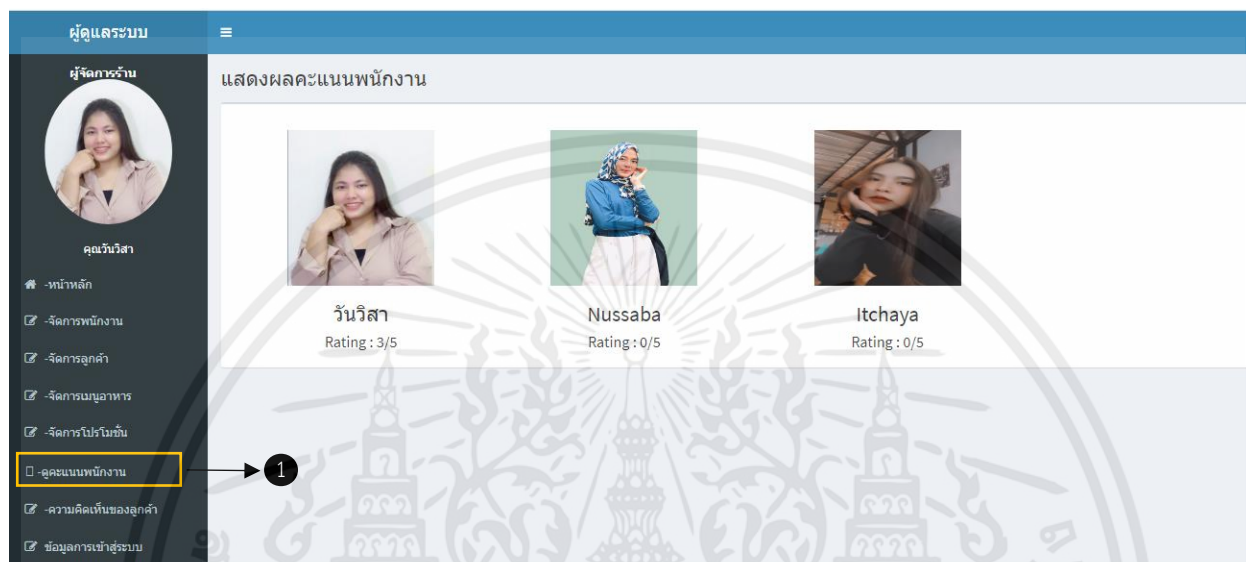 ผู้ดูแลระบบ
ผู้จัดการร้าน
คุณวันวิสา
-หน้าหลัก
-จัดการพนักงาน
-จัดการลูกค้า
-จัดการเมนูอาหาร
-จัดการโปรโมชั่น
-ดูคะแนนพนักงาน
-ความคิดเห็นของลูกค้า
ข้อมูลการเข้าสู่ระบบ
แสดงผลคะแนนพนักงาน
วันวิสา
Rating : 3/5
Nussaba
Rating : 0/5
Itchaya
Rating : 0/5
1